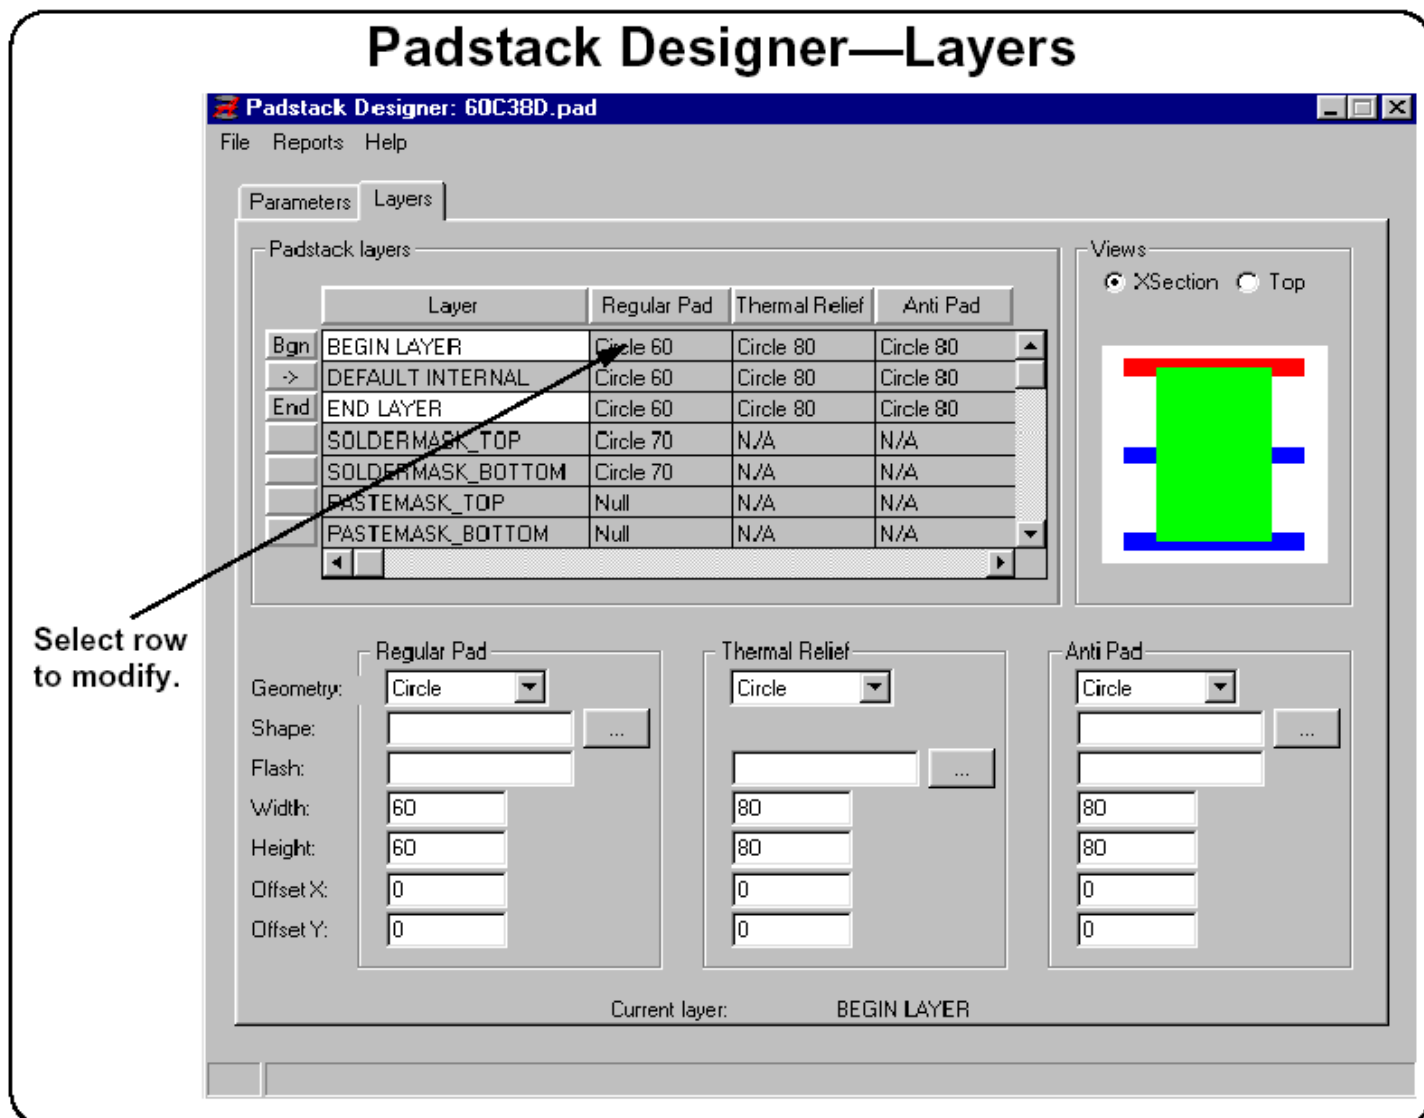 Padstack Designer—Layers
Padstack Designer: 60C38D.pad
File Reports Help
Parameters Layers
Padstack layers
Views
XSection Top
Layer Regular Pad Thermal Relief Anti Pad
Bgn BEGIN LAYER Circle 60 Circle 80 Circle 80
-> DEFAULT INTERNAL Circle 60 Circle 80 Circle 80
End END LAYER Circle 60 Circle 80 Circle 80
SOLDERMASK_TOP Circle 70 N/A N/A
SOLDERMASK_BOTTOM Circle 70 N/A N/A
PASTEMASK_TOP Null N/A N/A
PASTEMASK_BOTTOM Null N/A N/A
Select row
to modify.
Regular Pad Thermal Relief Anti Pad
Geometry: Circle Circle Circle
Shape: ... ...
Flash: ...
Width: 60 80 80
Height: 60 80 80
Offset X: 0 0 0
Offset Y: 0 0 0
Current layer: BEGIN LAYER